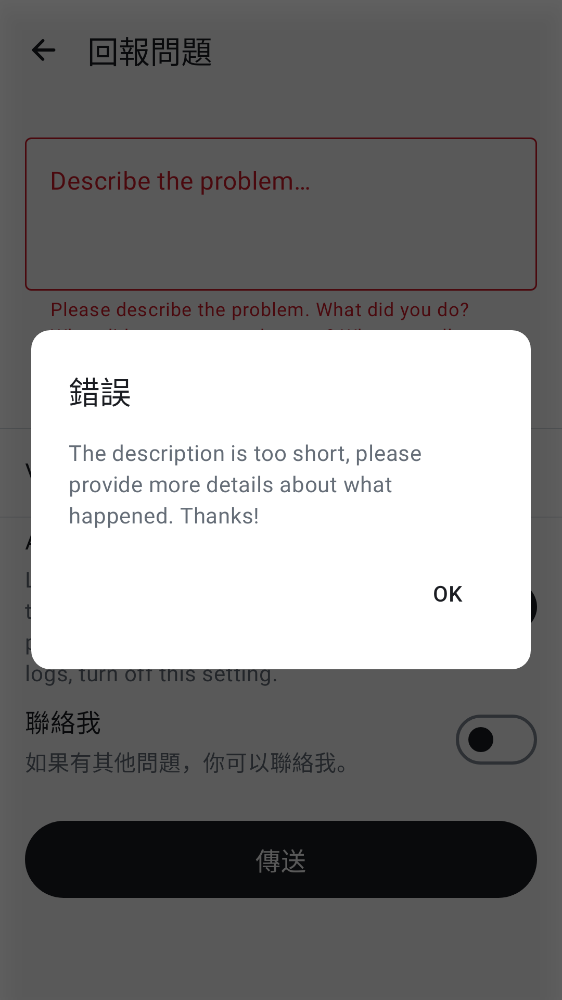 回報問題
Describe the problem...
Please describe the problem. What did you do?
錯誤
The description is too short, please
provide more details about what
happened. Thanks!
OK
logs, turn off this setting.
聯絡我
如果有其他問題，你可以聯絡我。
傳送